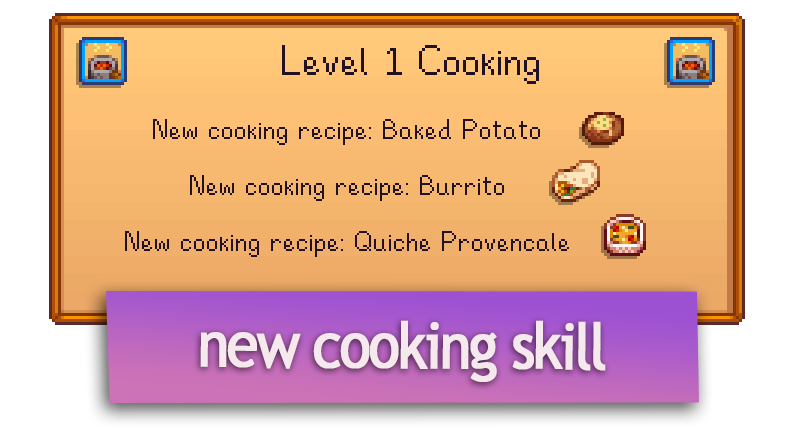 Level 1 Cooking
New cooking recipe: Baked Potato
New cooking recipe: Burrito
New cooking recipe: Quiche Provencale
new cooking skill